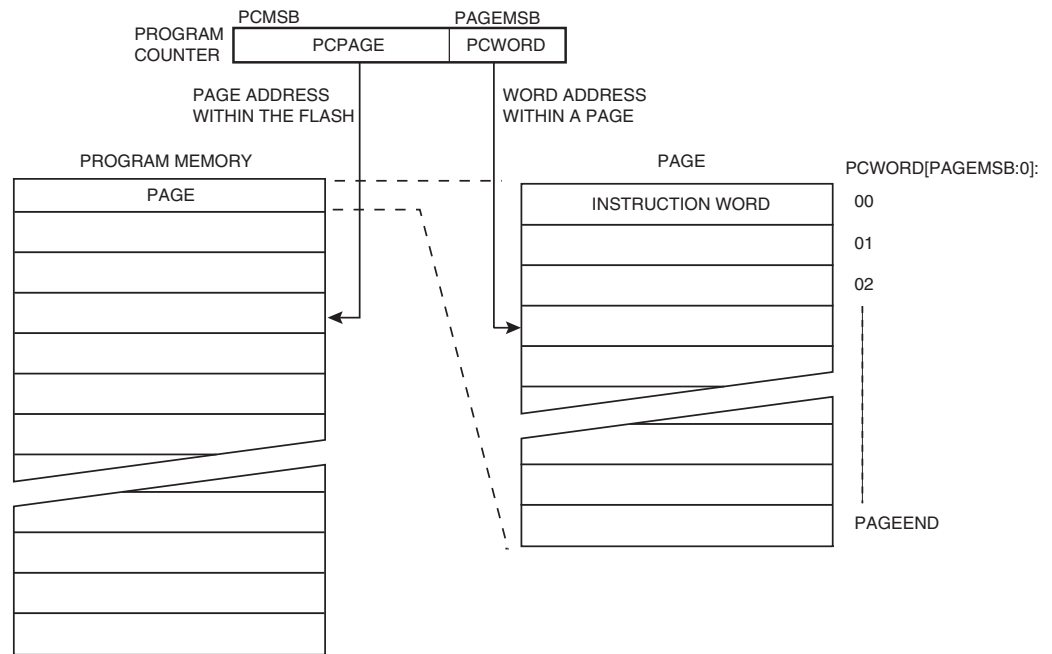 PCMSB
PAGEMSB
PROGRAM
COUNTER
PCPAGE
PCWORD
PAGE ADDRESS
WITHIN THE FLASH
WORD ADDRESS
WITHIN A PAGE
PROGRAM MEMORY
PAGE
PAGE
PCWORD[PAGEMSB:0]:
INSTRUCTION WORD
00
01
02
PAGEEND